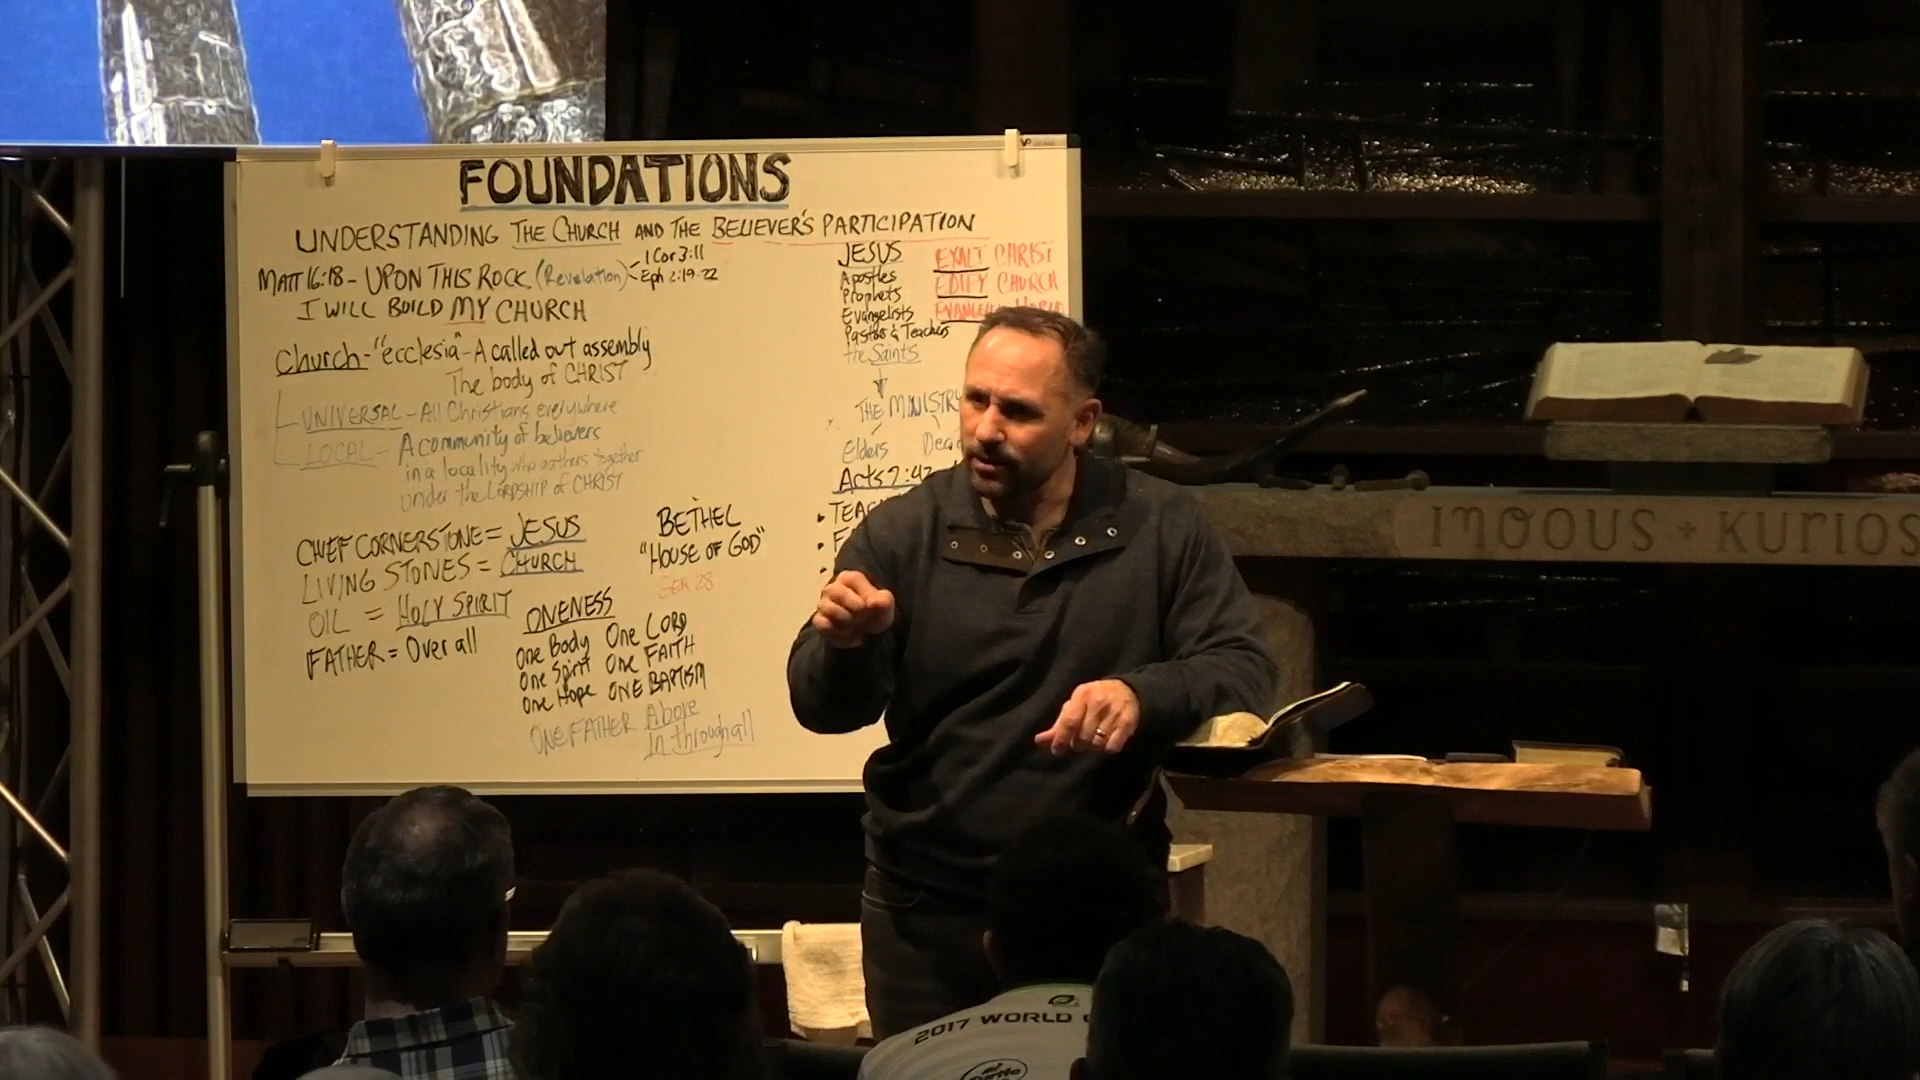 FOUNDATIONS
UNDERSTANDING THE CHURCH AND THE BELIEVER'S PARTICIPATION
MATT 16:18 - UPON THIS ROCK (Revelation)
1 Cor 3:11
Eph 2:19-22
I WILL BUILD MY CHURCH
Church - "ecclesia" - A called out assembly
The body of CHRIST
UNIVERSAL - All Christians everywhere
LOCAL - A community of believers
in a locality who gathers together
under the LORDSHIP of CHRIST
CHIEF CORNERSTONE = JESUS
LIVING STONES = CHURCH
OIL = HOLY SPIRIT
FATHER = Over all
BETHEL
"HOUSE OF GOD"
GEN 28
ONENESS
One Body One LORD
One Spirit One FAITH
One Hope ONE BAPTISM
ONE FATHER Above
In through all
JESUS
Apostles
Prophets
Evangelists
Pastors & Teachers
the Saints
THE MINISTRY
Elders
Acts 2:42
EXALT CHRIST
EDIFY CHURCH
ΙΠΟΟUS + KURIOS
2017 WORLD